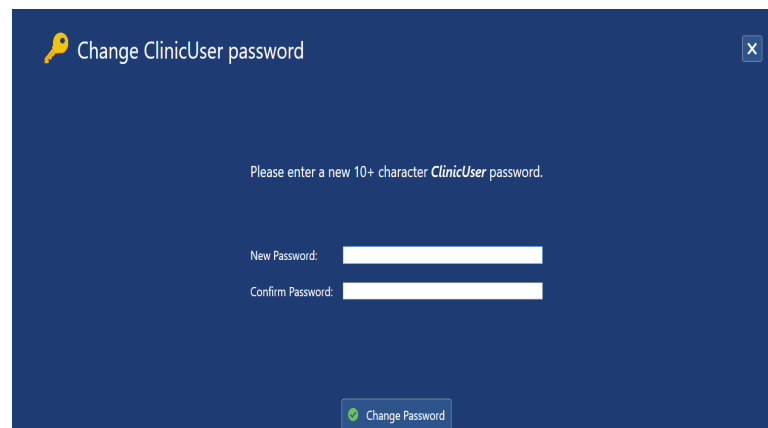 Change ClinicUser password
X
Please enter a new 10+ character ClinicUser password.
New Password:
Confirm Password:
Change Password